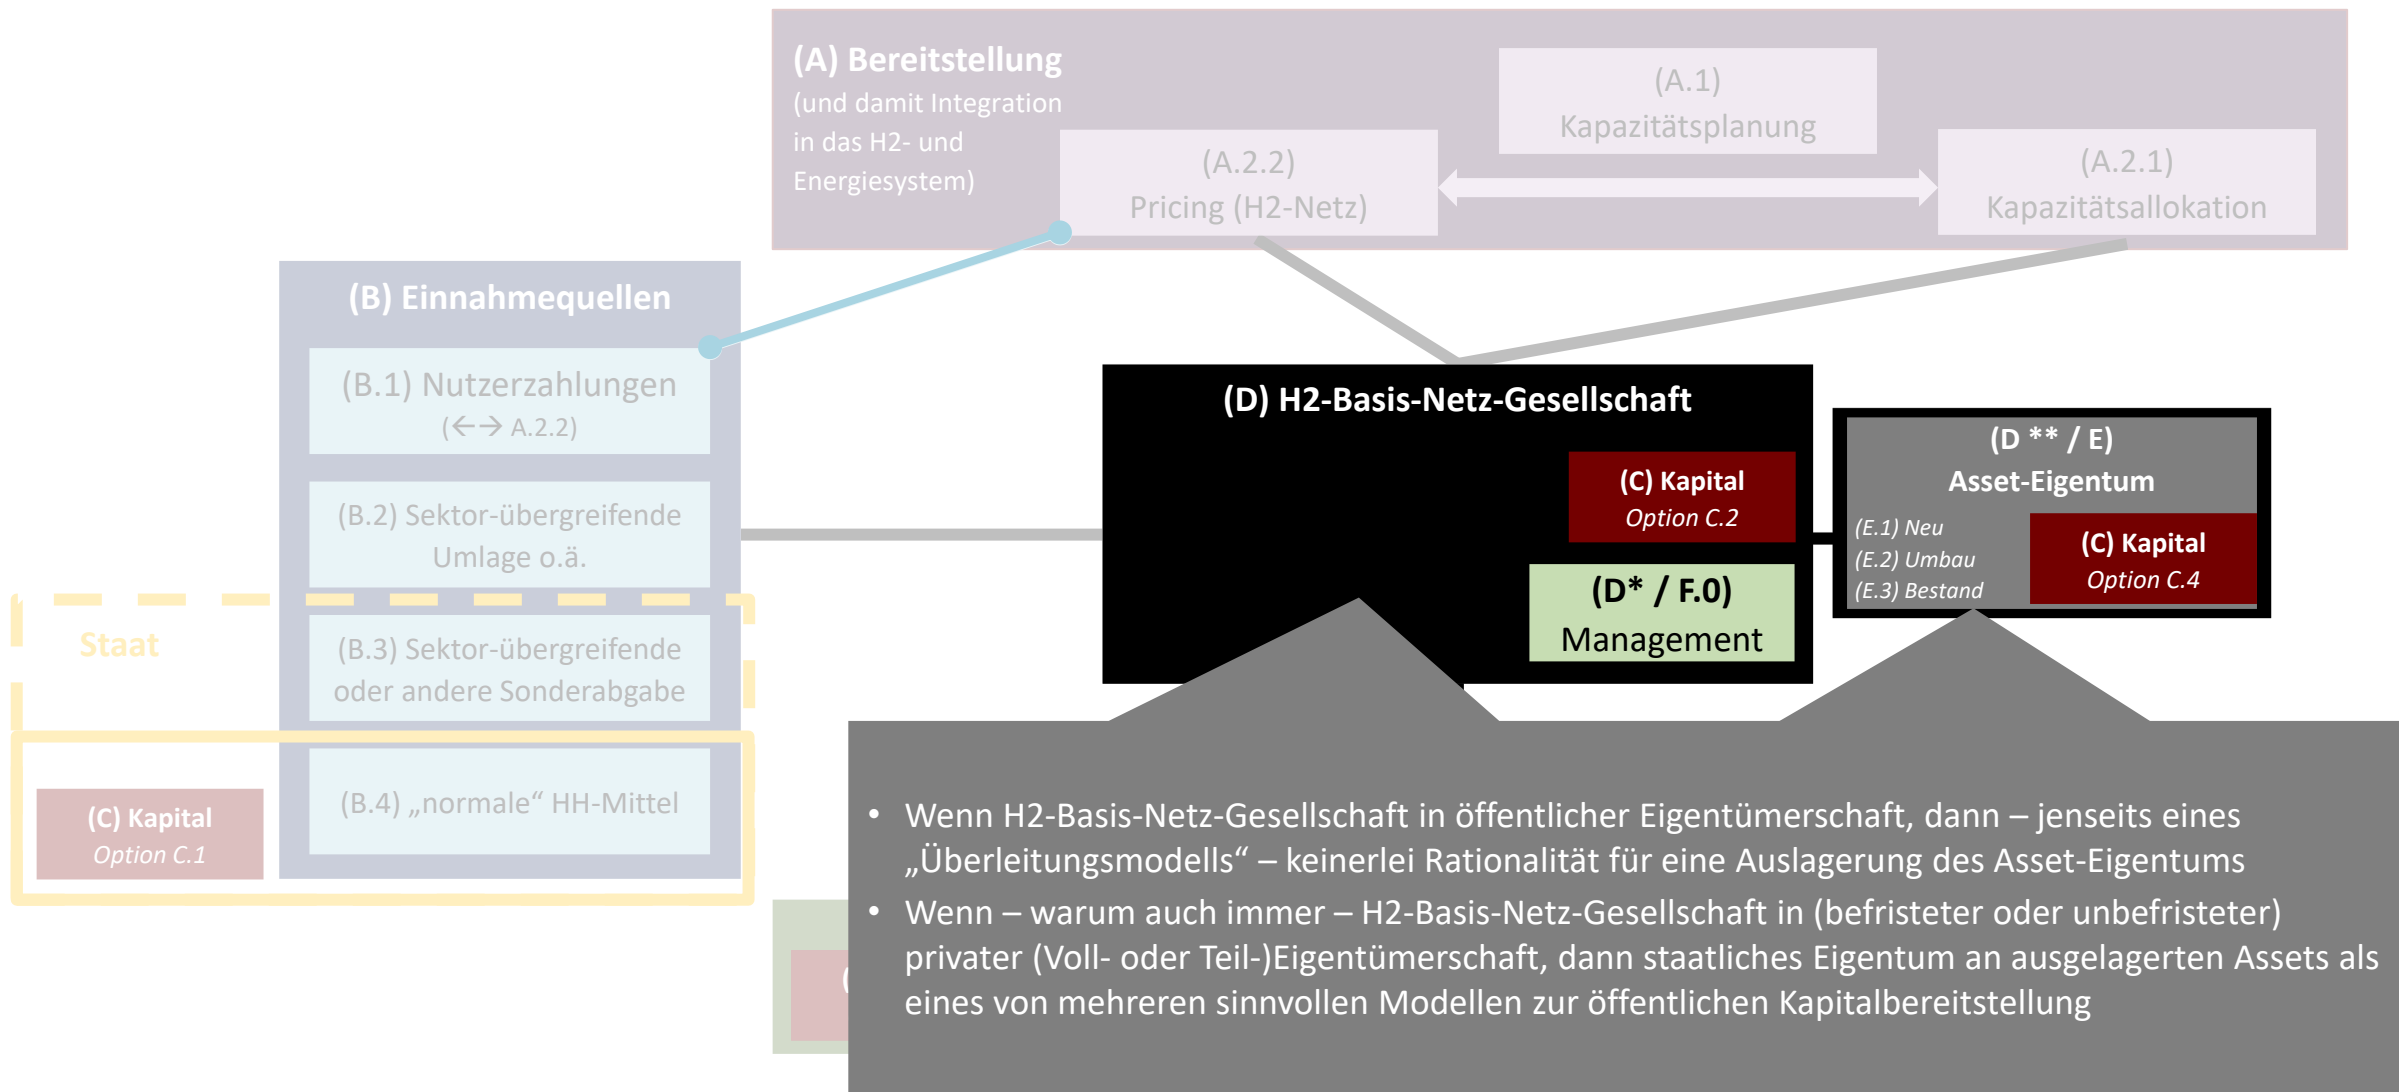 (A) Bereitstellung
(und damit Integration
in das H2- und
Energiesystem)
(A.1)
Kapazitätsplanung
(A.2.2)
Pricing (H2-Netz)
(A.2.1)
Kapazitätsallokation
(B) Einnahmequellen
(B.1) Nutzerzahlungen
(←→ A.2.2)
(B.2) Sektor-übergreifende
Umlage o.ä.
Staat
(B.3) Sektor-übergreifende
oder andere Sonderabgabe
(B.4) „normale“ HH-Mittel
(C) Kapital
Option C.1
(D) H2-Basis-Netz-Gesellschaft
(C) Kapital
Option C.2
(D* / F.0)
Management
(D ** / E)
Asset-Eigentum
(E.1) Neu
(E.2) Umbau
(E.3) Bestand
(C) Kapital
Option C.4
• Wenn H2-Basis-Netz-Gesellschaft in öffentlicher Eigentümerschaft, dann – jenseits eines
„Überleitungsmodells“ – keinerlei Rationalität für eine Auslagerung des Asset-Eigentums
• Wenn – warum auch immer – H2-Basis-Netz-Gesellschaft in (befristeter oder unbefristeter)
privater (Voll- oder Teil-)Eigentümerschaft, dann staatliches Eigentum an ausgelagerten Assets als
eines von mehreren sinnvollen Modellen zur öffentlichen Kapitalbereitstellung